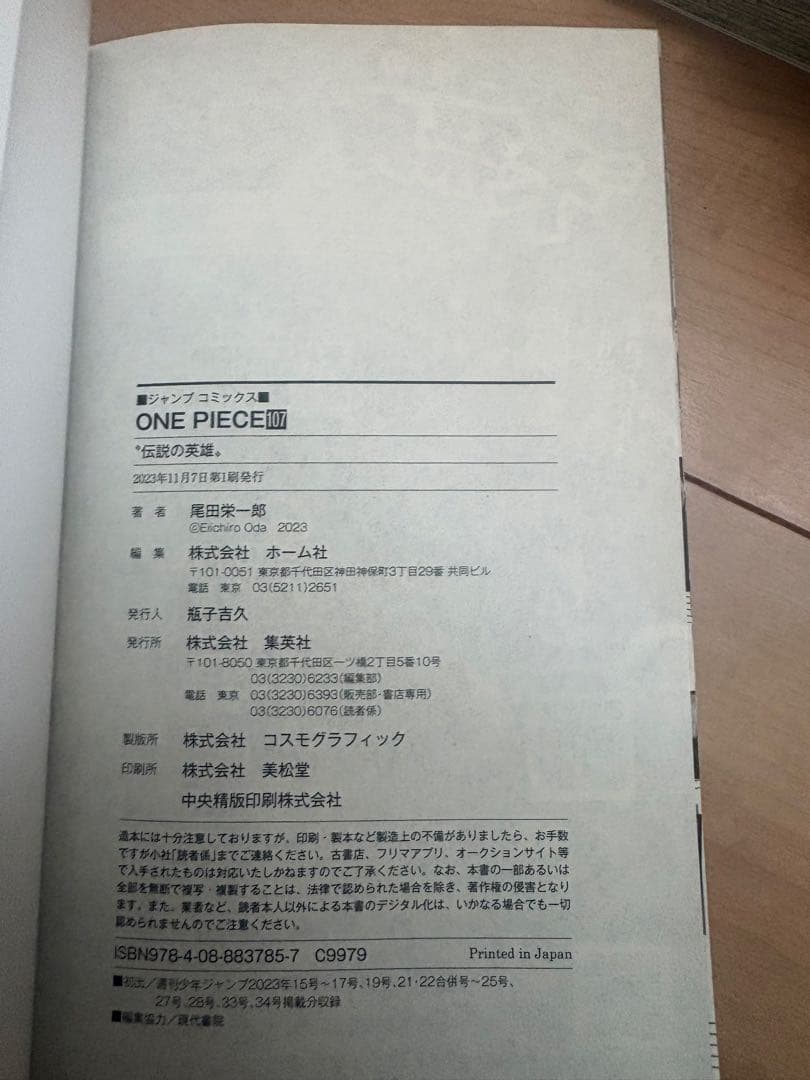 ■ジャンプ コミックス■
ONE PIECE 107
〝伝説の英雄〟
2023年11月7日第1刷発行
著 者 尾田栄一郎
©Eiichiro Oda 2023
編 集 株式会社 ホーム社
〒101-0051 東京都千代田区神田神保町3丁目29番 共同ビル
電話 東京 03(5211)2651
発行人 瓶子吉久
発行所 株式会社 集英社
〒101-8050 東京都千代田区一ツ橋2丁目5番10号
03(3230)6233(編集部)
電話 東京 03(3230)6393(販売部・書店専用)
03(3230)6076(読者係)
製版所 株式会社 コスモグラフィック
印刷所 株式会社 美松堂
中央精版印刷株式会社
造本には十分注意しておりますが、印刷・製本など製造上の不備がありましたら、お手数
ですが小社「読者係」までご連絡ください。古書店、フリマアプリ、オークションサイト等
で入手されたものは対応いたしかねますのでご了承ください。なお、本書の一部あるいは
全部を無断で複写・複製することは、法律で認められた場合を除き、著作権の侵害となり
ます。また、業者など、読者本人以外による本書のデジタル化は、いかなる場合でも一切
認められませんのでご注意ください。
ISBN978-4-08-883785-7 C9979 Printed in Japan
■初出/週刊少年ジャンプ2023年15号〜17号、19号、21・22合併号〜25号、
27号、28号、33号、34号掲載分収録
■編集協力/現代書院